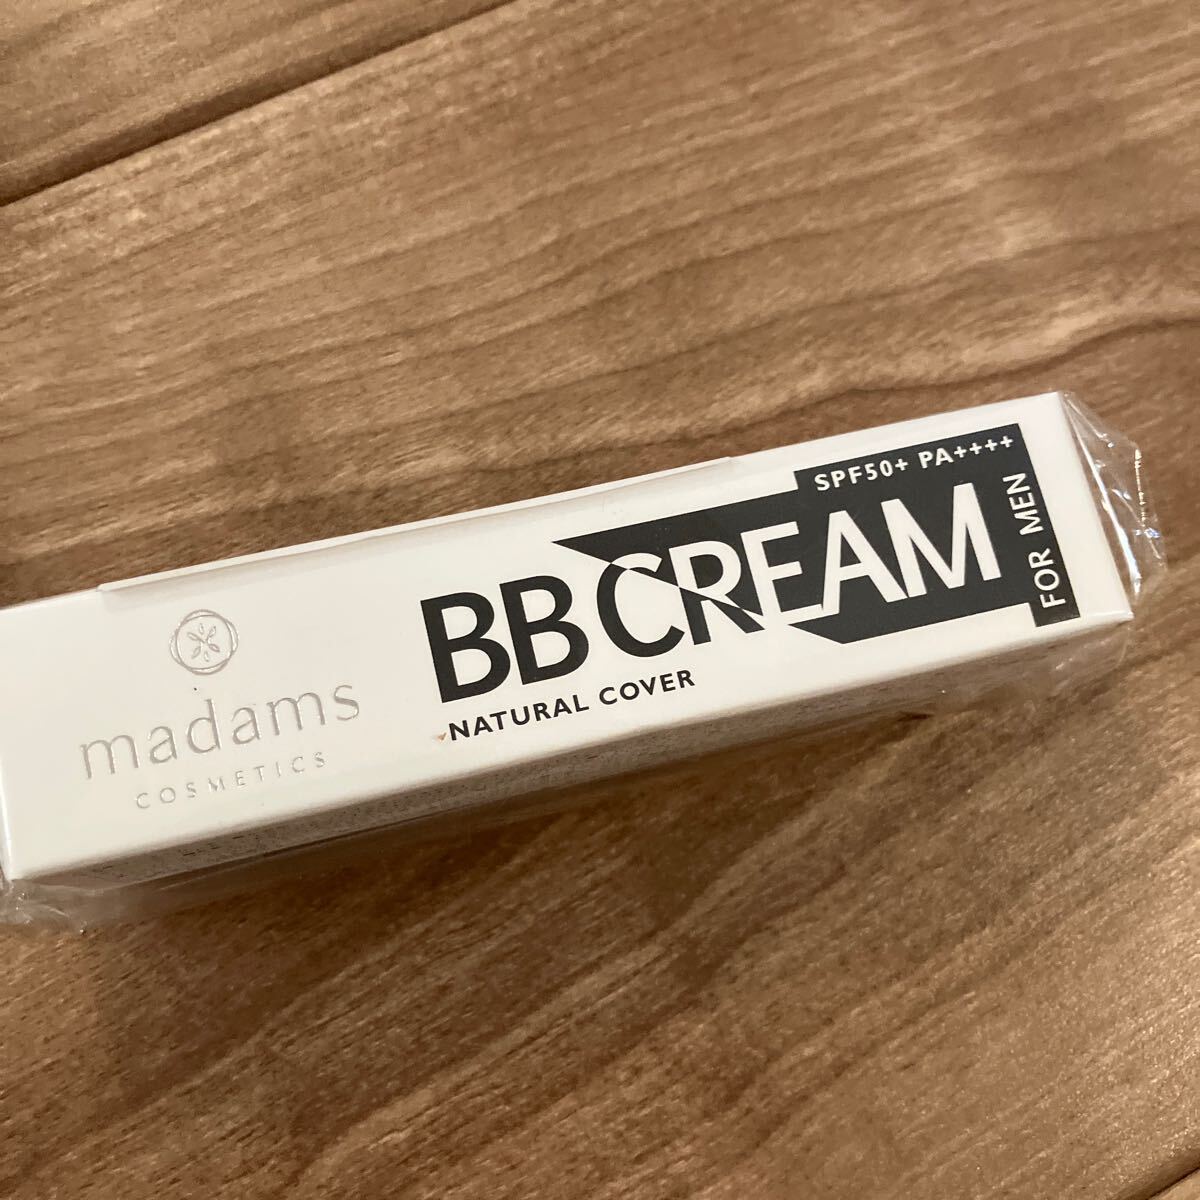 madams
COSMETICS
BB CREAM
NATURAL COVER
SPF50+ PA++++
FOR MEN